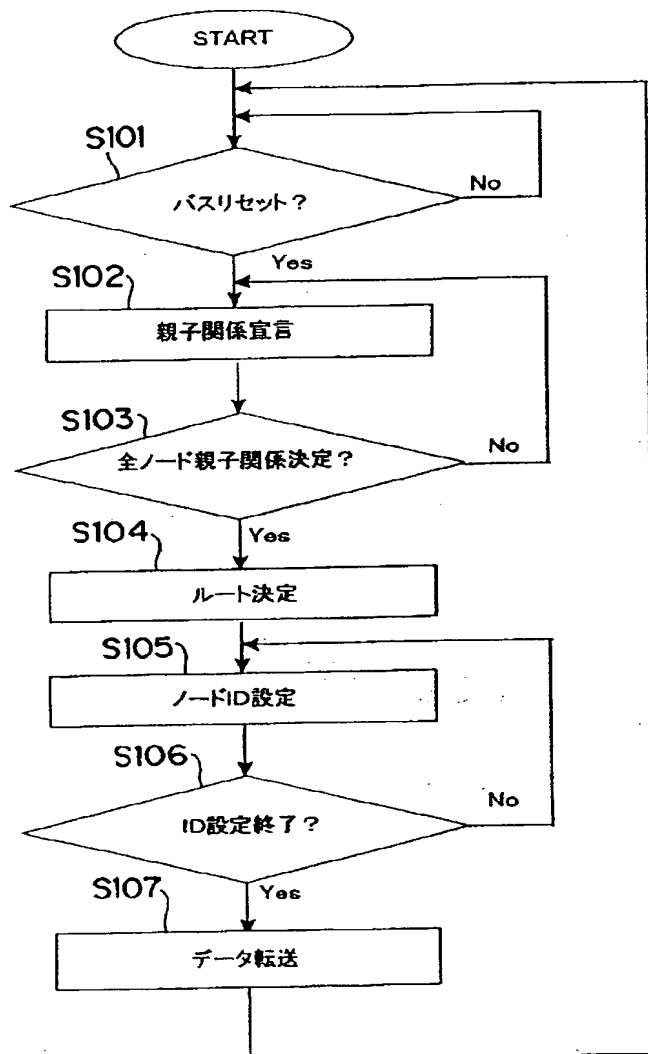 START
S101
バスリセット?
No
Yes
S102
親子関係宣言
S103
全ノード親子関係決定?
No
Yes
S104
ルート決定
S105
ノードID設定
S106
ID設定終了?
No
Yes
S107
データ転送